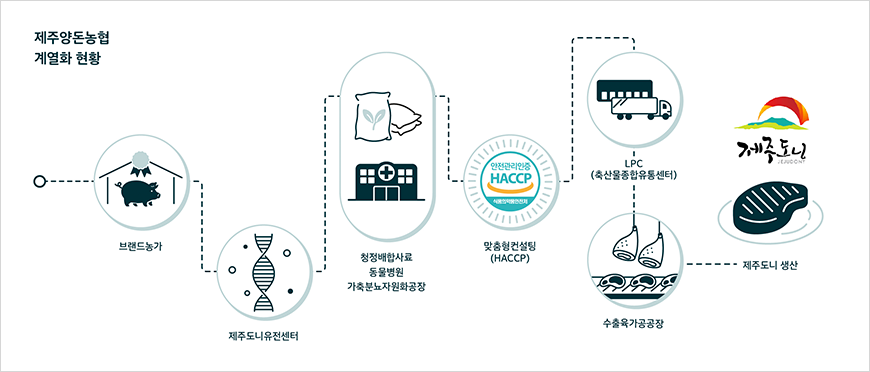 제주양돈농협
계열화 현황
브랜드농가
제주도니유전센터
청정배합사료
동물병원
가축분뇨자원화공장
안전관리인증
HACCP
식품의약품안전처
맞춤형컨설팅
(HACCP)
LPC
(축산물종합유통센터)
수출육가공공장
제주도니
JEJUDONY
제주도니 생산